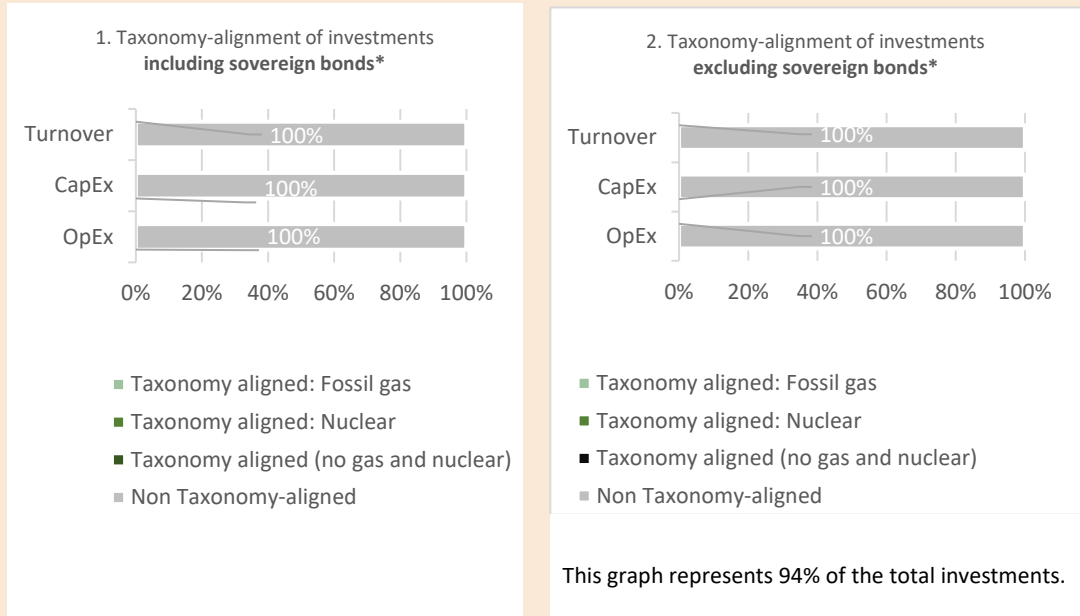 1. Taxonomy-alignment of investments
including sovereign bonds*
Turnover
100%
CapEx
100%
OpEx
100%
0% 20% 40% 60% 80% 100%
Taxonomy aligned: Fossil gas
Taxonomy aligned: Nuclear
Taxonomy aligned (no gas and nuclear)
Non Taxonomy-aligned
2. Taxonomy-alignment of investments
excluding sovereign bonds*
Turnover
100%
CapEx
100%
OpEx
100%
0% 20% 40% 60% 80% 100%
Taxonomy aligned: Fossil gas
Taxonomy aligned: Nuclear
Taxonomy aligned (no gas and nuclear)
Non Taxonomy-aligned
This graph represents 94% of the total investments.